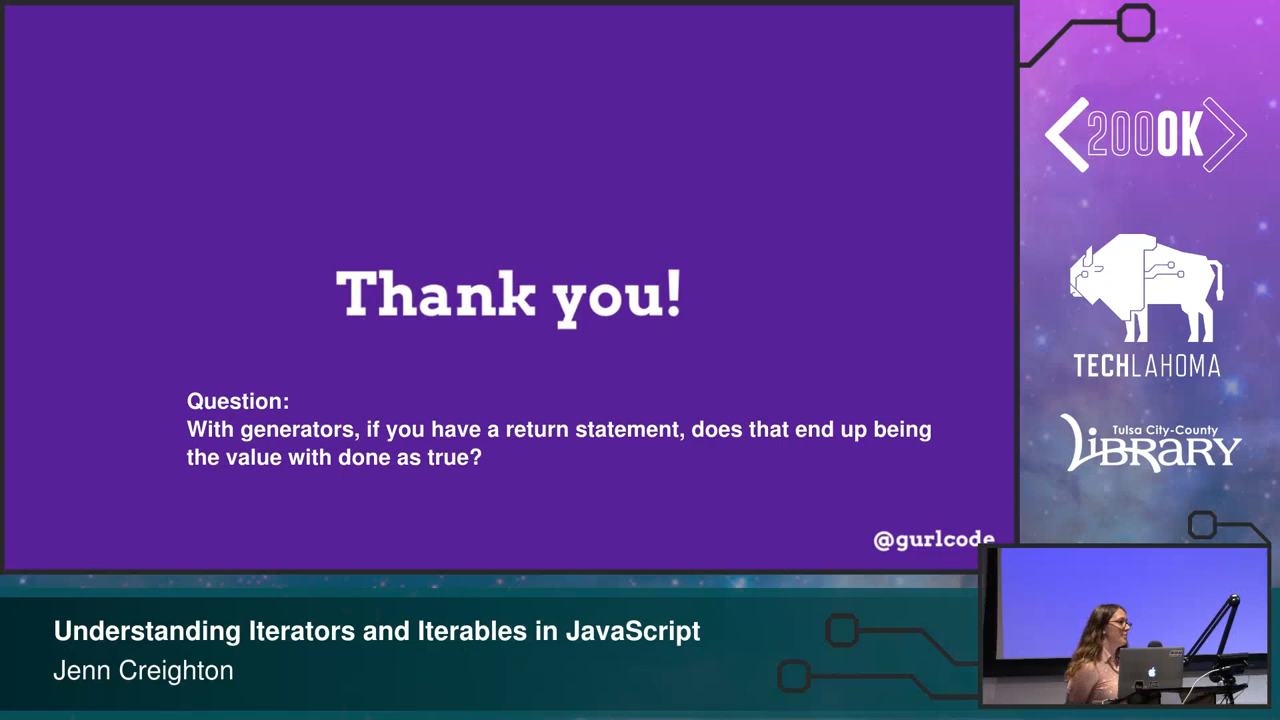 Thank you!
Question:
With generators, if you have a return statement, does that end up being
the value with done as true?
@gurlcode
Understanding Iterators and Iterables in JavaScript
Jenn Creighton
<200OK>
TECHLAHOMA
Tulsa City-County
LIBRARY